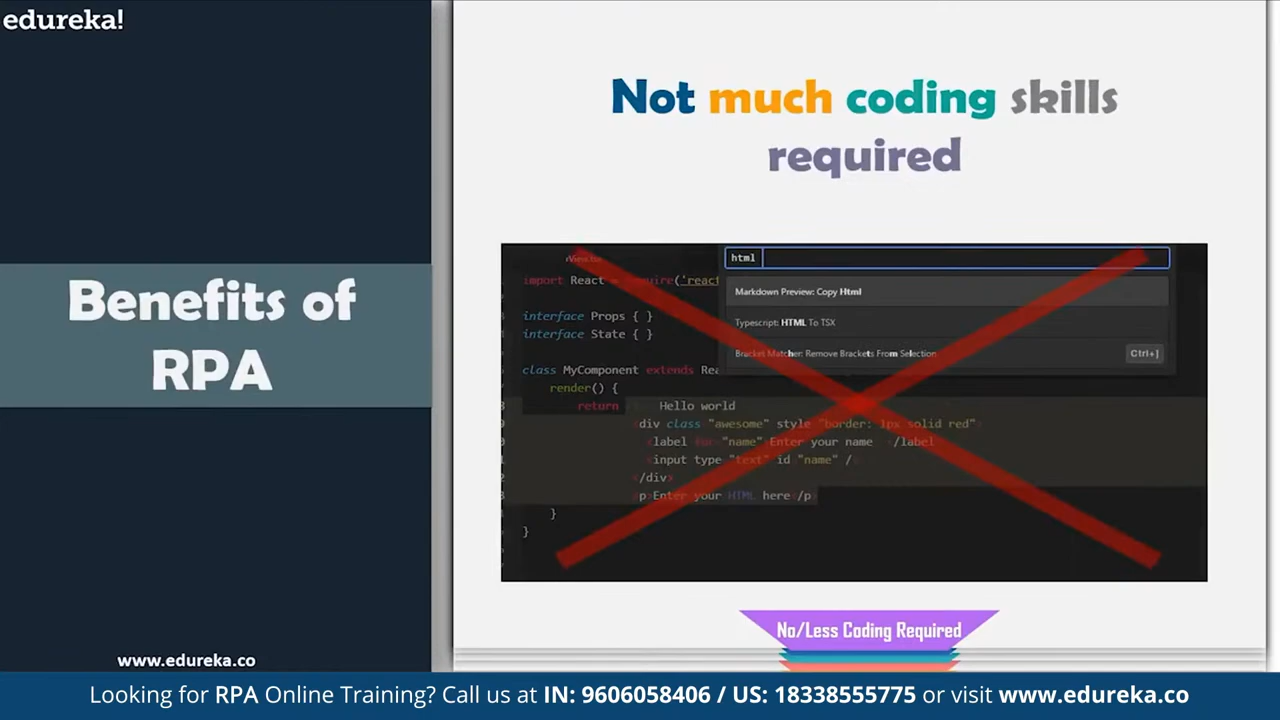 edureka!
Benefits of
RPA
www.edureka.co
Not much coding skills
required
html
Markdown Preview: Copy Html
Typescript: HTML To TSX
Bracket Matcher: Remove Brackets From Selection
Ctrl+]
import React = require('react
interface Props { }
interface State { }
class MyComponent extends Rea
render() {
return Hello world
<div class "awesome" style "border: 1px solid red">
<label for "name" Enter your name </label
<input type "text" id "name" /
</div>
<p>Enter your HTML here</p>
}
}
No/Less Coding Required
Looking for RPA Online Training? Call us at IN: 9606058406 / US: 18338555775 or visit www.edureka.co